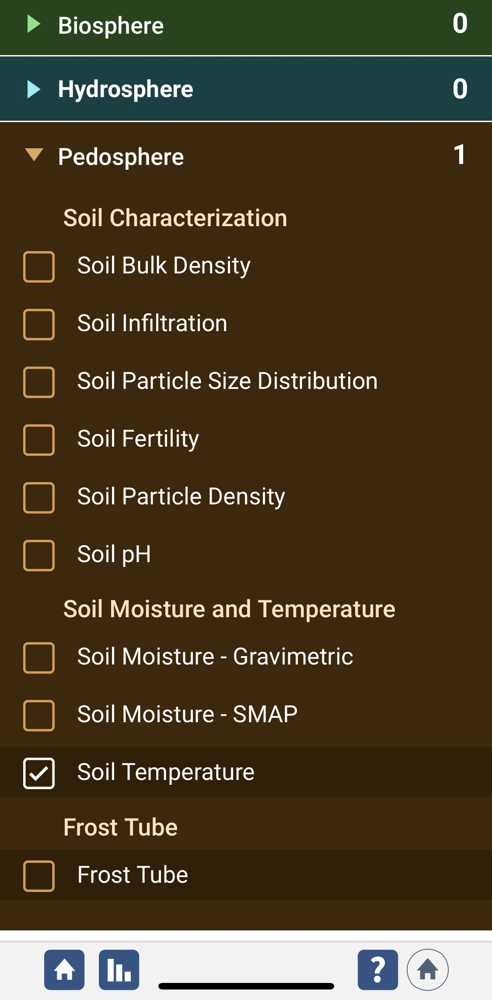 Biosphere 0
Hydrosphere 0
Pedosphere 1
Soil Characterization
Soil Bulk Density
Soil Infiltration
Soil Particle Size Distribution
Soil Fertility
Soil Particle Density
Soil pH
Soil Moisture and Temperature
Soil Moisture - Gravimetric
Soil Moisture - SMAP
Soil Temperature
Frost Tube
Frost Tube
?